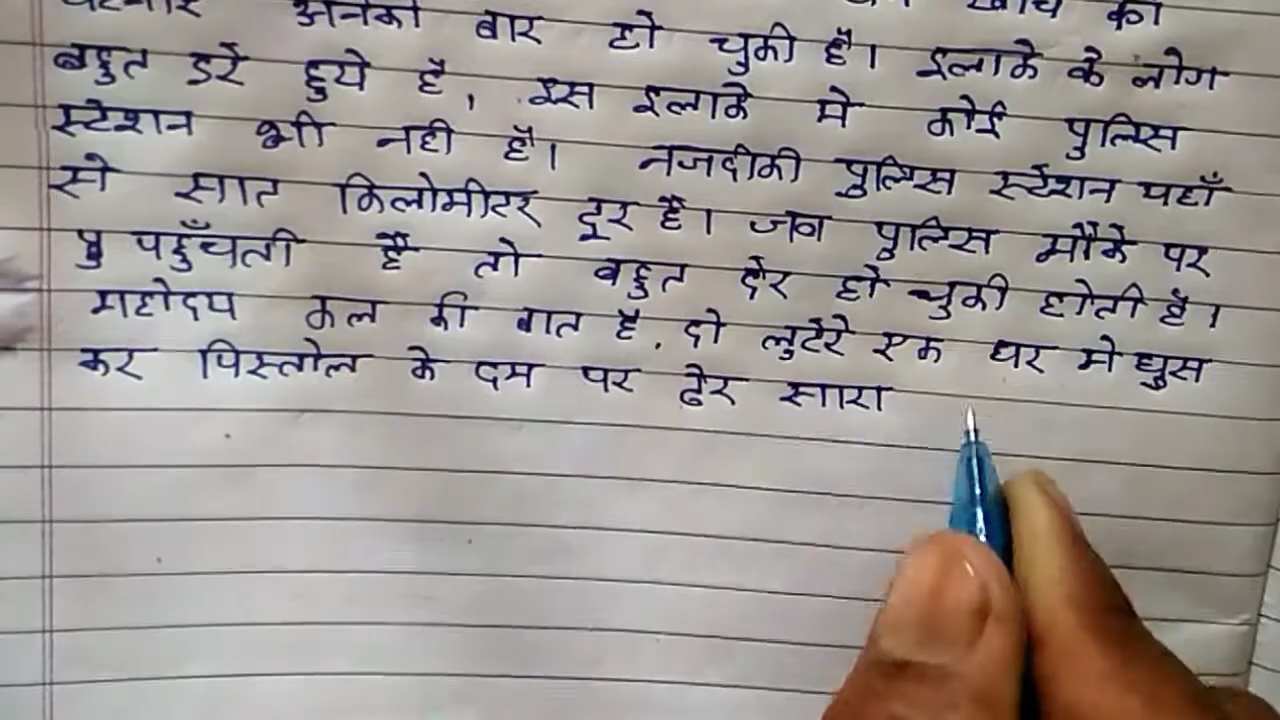 अनेको बार हो चुकी है। इलाके के लोग
बहुत डरे हुये है, इस इलाके मे कोई पुलिस
स्टेशन भी नही है। नजदीकी पुलिस स्टेशन यहाँ
से सात किलोमीटर दूर है। जब पुलिस मौके पर
पहुँचती है तो बहुत देर हो चुकी होती है।
महोदय कल की बात है, दो लुटेरे एक घर मे घुस
कर पिस्तोल के दम पर ढेर सारा